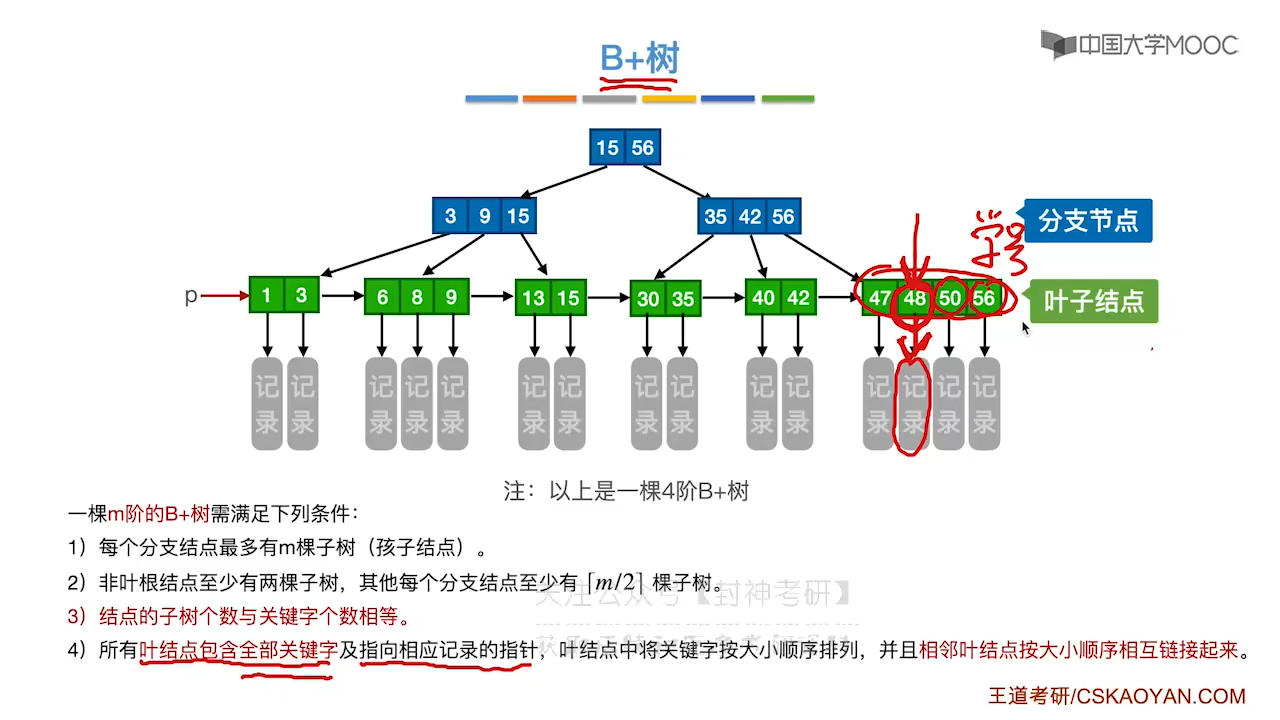 中国大学MOOC
B+树
15 56
3 9 15
35 42 56
学号
分支节点
p
1 3
6 8 9
13 15
30 35
40 42
47 48 50 56
叶子结点
记录 记录 记录 记录 记录 记录 记录 记录 记录 记录 记录 记录 记录 记录 记录 记录 记录
注：以上是一棵4阶B+树
一棵m阶的B+树需满足下列条件：
1）每个分支结点最多有m棵子树（孩子结点）。
2）非叶根结点至少有两棵子树，其他每个分支结点至少有 ⌈m/2⌉ 棵子树。
关注公众号【封神考研】
3）结点的子树个数与关键字个数相等。
4）所有叶结点包含全部关键字及指向相应记录的指针，叶结点中将关键字按大小顺序排列，并且相邻叶结点按大小顺序相互链接起来。
王道考研/CSKAOYAN.COM